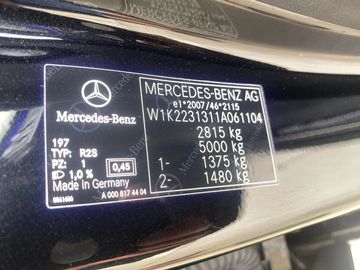 Mercedes-Benz
197
TYP: R2S
PZ: 1
1,0 %
0,45
Made in Germany
A 000 817 44 04
MERCEDES-BENZ AG
e1*2007/46*2115
W1K2231311A061104
2815 kg
5000 kg
1- 1375 kg
2- 1480 kg